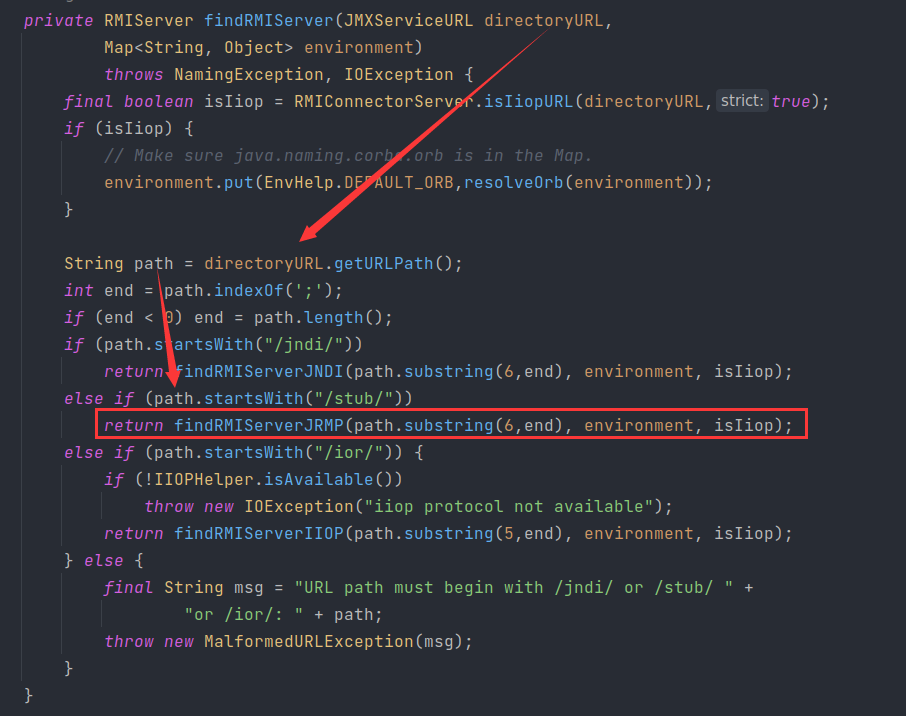 private RMIServer findRMIServer(JMXServiceURL directoryURL,
        Map<String, Object> environment)
        throws NamingException, IOException {
    final boolean isIiop = RMIConnectorServer.isIiopURL(directoryURL, strict: true);
    if (isIiop) {
        // Make sure java.naming.corba.orb is in the Map.
        environment.put(EnvHelp.DEFAULT_ORB,resolveOrb(environment));
    }

    String path = directoryURL.getURLPath();
    int end = path.indexOf(';');
    if (end < 0) end = path.length();
    if (path.startsWith("/jndi/"))
        return findRMIServerJNDI(path.substring(6,end), environment, isIiop);
    else if (path.startsWith("/stub/"))
        return findRMIServerJRMP(path.substring(6,end), environment, isIiop);
    else if (path.startsWith("/ior/")) {
        if (!IIOPHelper.isAvailable())
            throw new IOException("iiop protocol not available");
        return findRMIServerIIOP(path.substring(5,end), environment, isIiop);
    } else {
        final String msg = "URL path must begin with /jndi/ or /stub/ " +
                "or /ior/: " + path;
        throw new MalformedURLException(msg);
    }
}